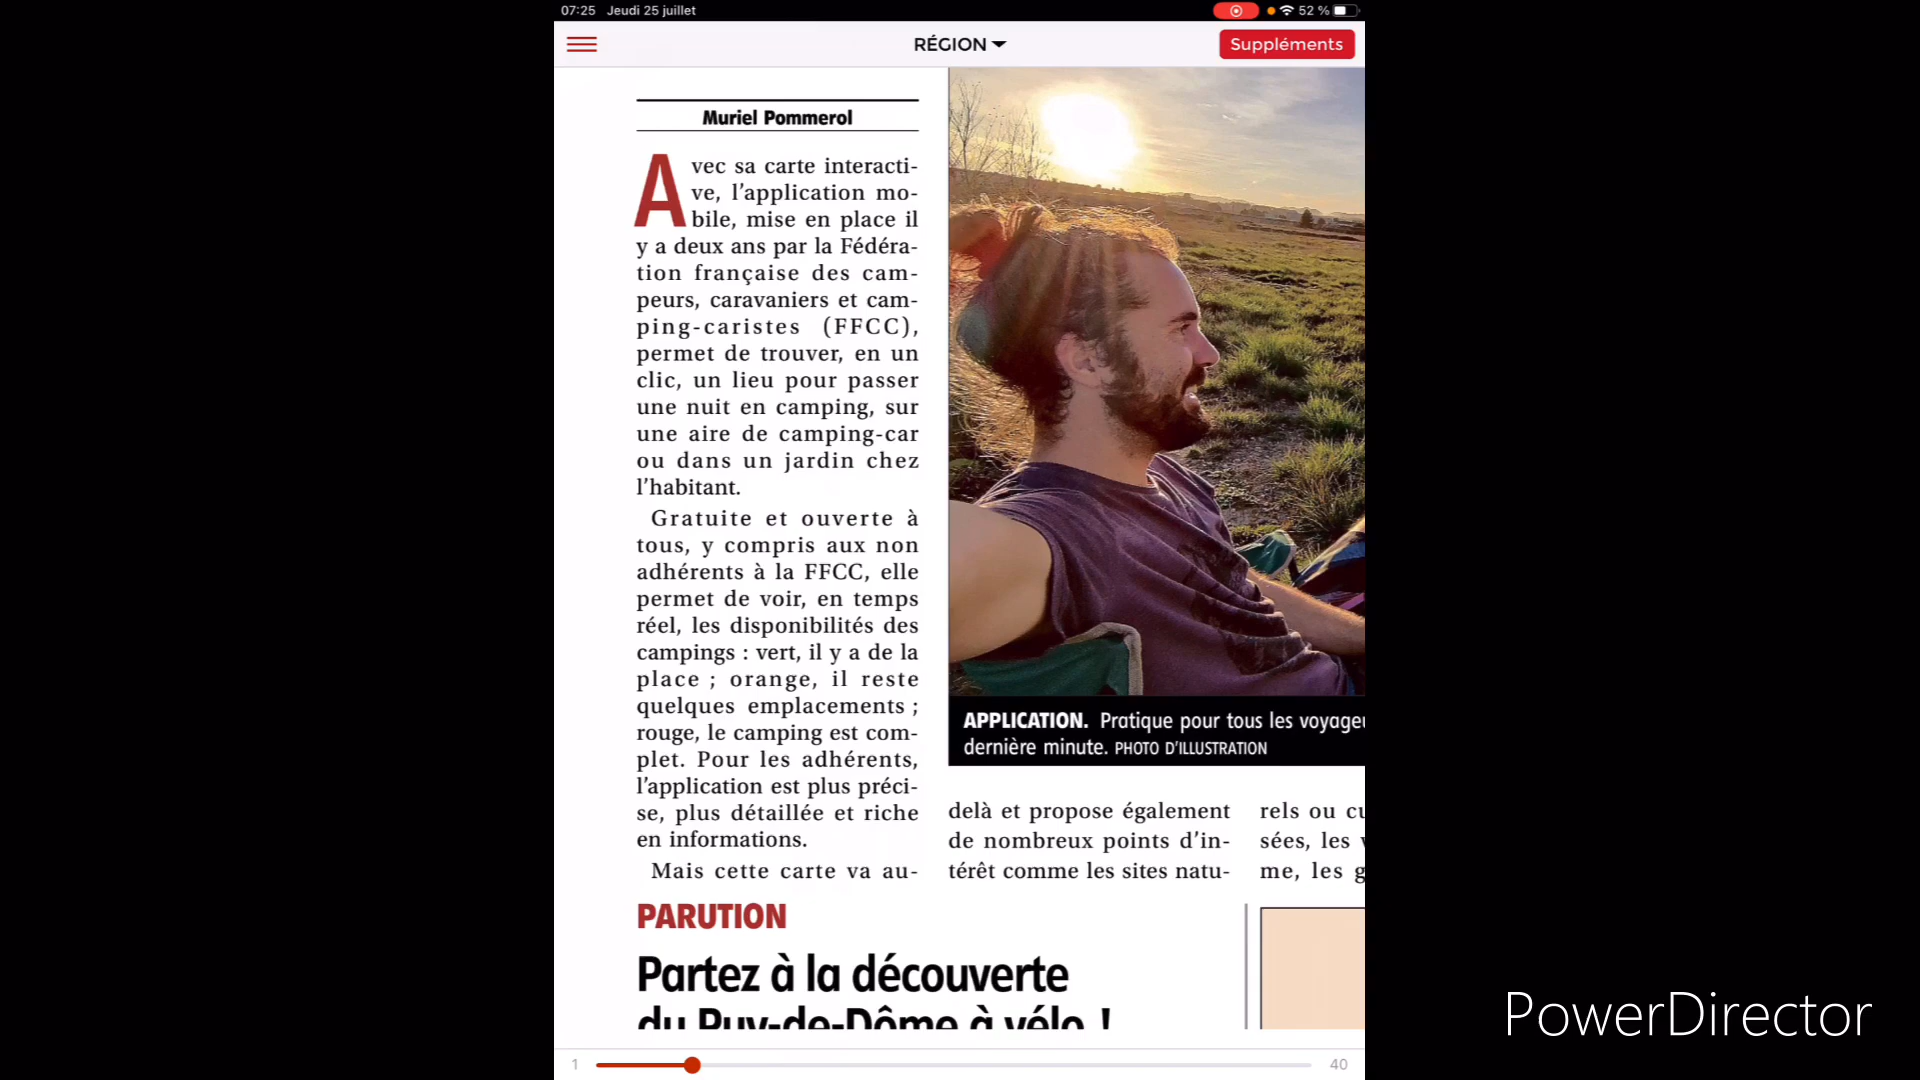 07:25 Jeudi 25 juillet
52 %
RÉGION
Suppléments
Muriel Pommerol
Avec sa carte interacti-
ve, l'application mo-
bile, mise en place il
y a deux ans par la Fédéra-
tion française des cam-
peurs, caravaniers et cam-
ping-caristes (FFCC),
permet de trouver, en un
clic, un lieu pour passer
une nuit en camping, sur
une aire de camping-car
ou dans un jardin chez
l'habitant.
Gratuite et ouverte à
tous, y compris aux non
adhérents à la FFCC, elle
permet de voir, en temps
réel, les disponibilités des
campings : vert, il y a de la
place ; orange, il reste
quelques emplacements ;
rouge, le camping est com-
plet. Pour les adhérents,
l'application est plus préci-
se, plus détaillée et riche
en informations.
Mais cette carte va au-
APPLICATION. Pratique pour tous les
dernière minute. PHOTO D'ILLUSTRATION
delà et propose également
de nombreux points d'in-
térêt comme les sites natu-
rels ou
sées, les
me, les
PARUTION
Partez à la découverte
du Puy-de-Dôme à vélo !
1
40
PowerDirector